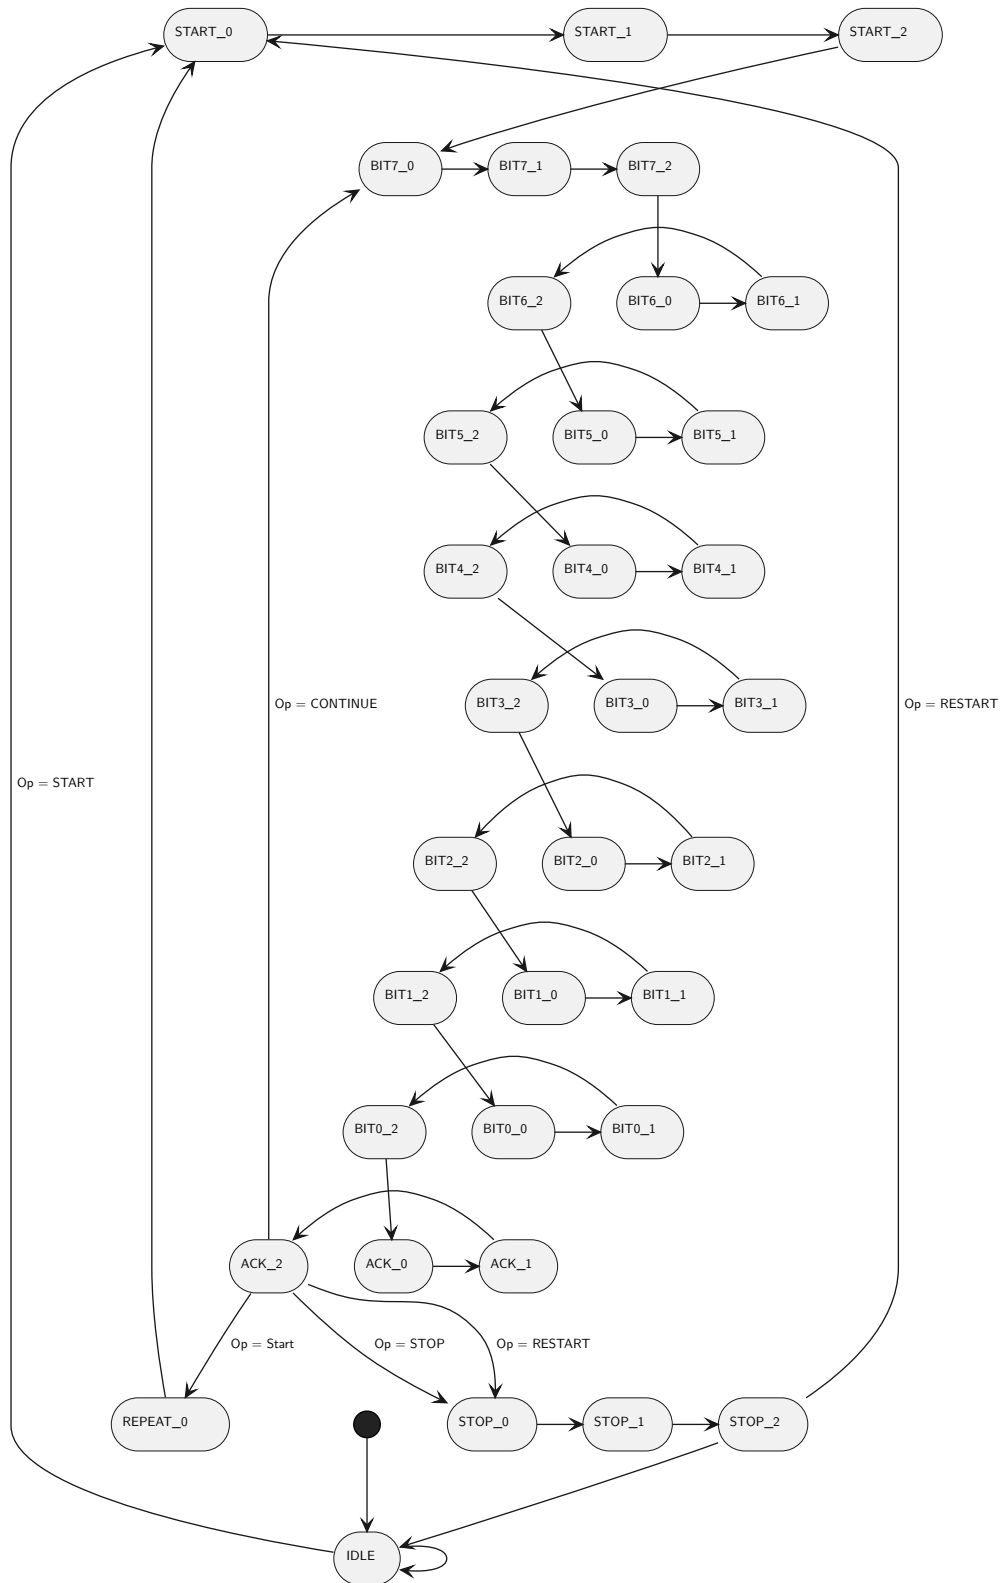 START_0
START_1
START_2
BIT7_0
BIT7_1
BIT7_2
BIT6_2
BIT6_0
BIT6_1
BIT5_2
BIT5_0
BIT5_1
BIT4_2
BIT4_0
BIT4_1
BIT3_2
BIT3_0
BIT3_1
Op = CONTINUE
Op = RESTART
Op = START
BIT2_2
BIT2_0
BIT2_1
BIT1_2
BIT1_0
BIT1_1
BIT0_2
BIT0_0
BIT0_1
ACK_2
ACK_0
ACK_1
Op = Start
Op = STOP
Op = RESTART
REPEAT_0
STOP_0
STOP_1
STOP_2
IDLE